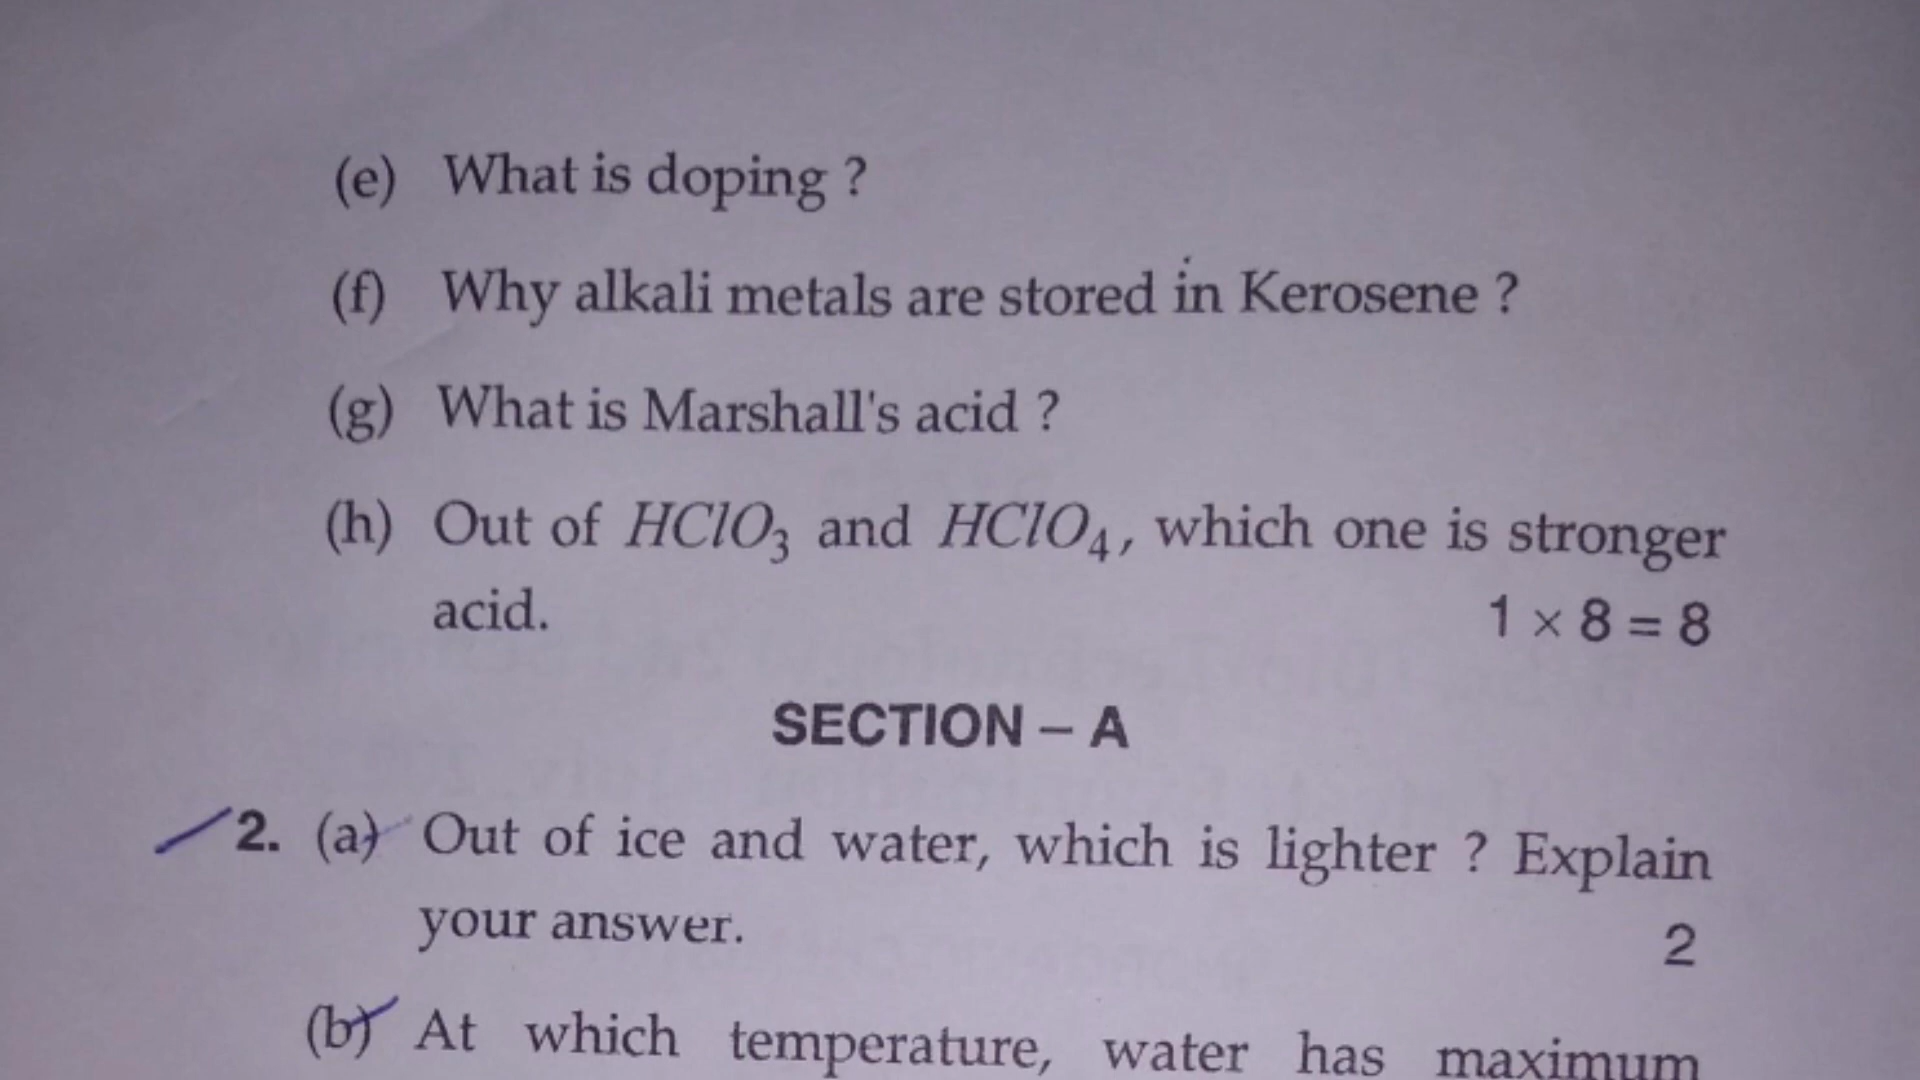 (e) What is doping ?
(f) Why alkali metals are stored in Kerosene ?
(g) What is Marshall's acid ?
(h) Out of HClO3 and HClO4, which one is stronger
acid. 1 × 8 = 8
SECTION – A
2. (a) Out of ice and water, which is lighter ? Explain
your answer. 2
(b) At which temperature, water has maximum